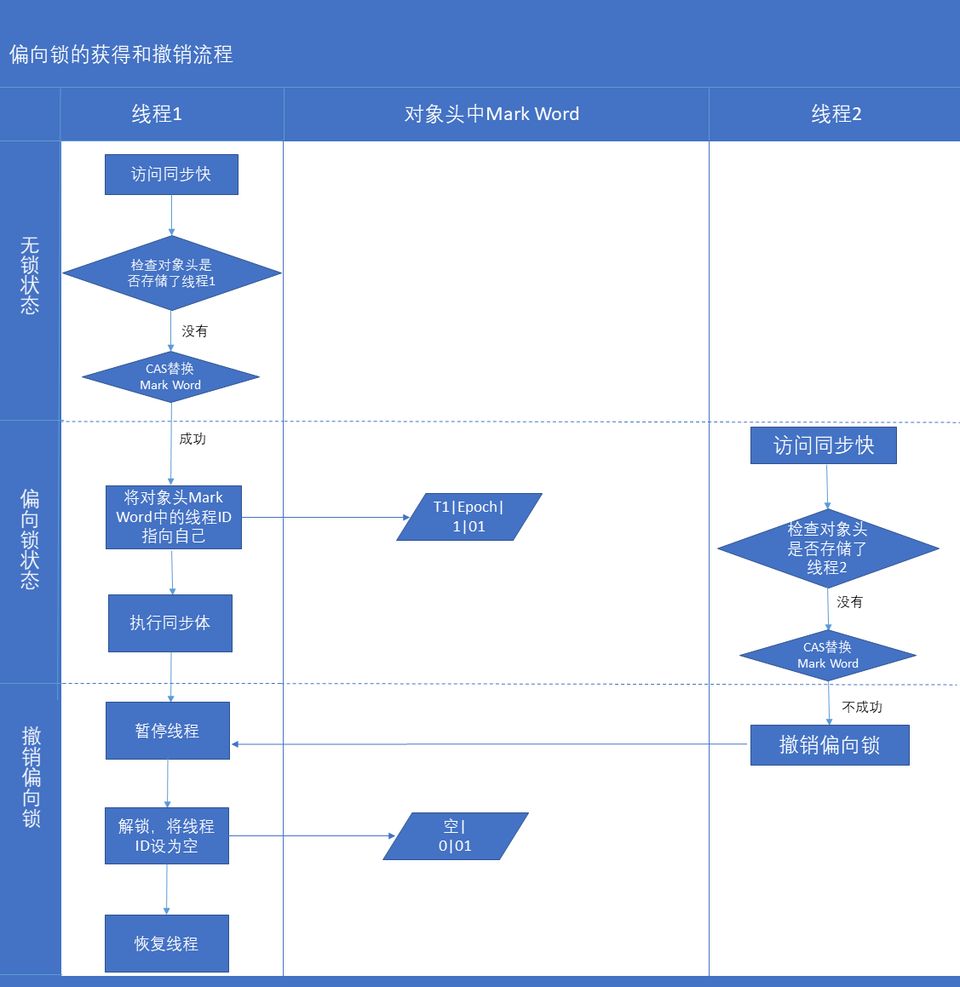 偏向锁的获得和撤销流程
线程1
对象头中Mark Word
线程2
无锁状态
访问同步快
检查对象头是
否存储了线程1
没有
CAS替换
Mark Word
偏向锁状态
成功
将对象头Mark
Word中的线程ID
指向自己
T1|Epoch|
1|01
执行同步体
访问同步快
检查对象头
是否存储了
线程2
没有
CAS替换
Mark Word
撤销偏向锁
不成功
暂停线程
撤销偏向锁
解锁，将线程
ID设为空
空|
0|01
恢复线程